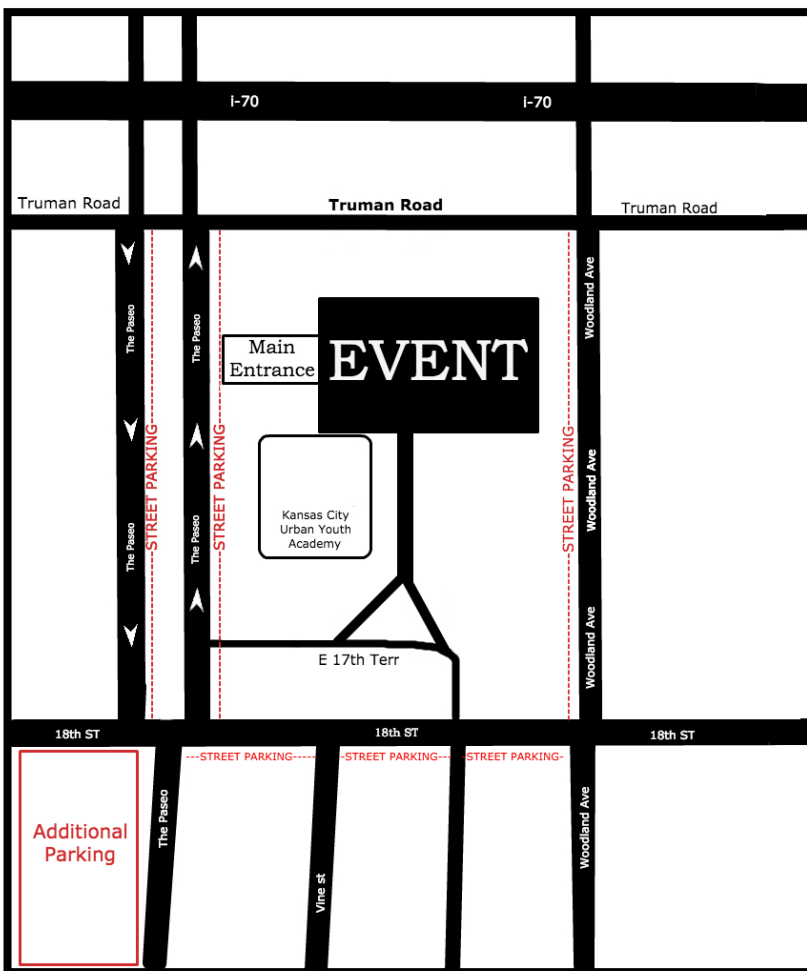 i-70
i-70
Truman Road
Truman Road
Truman Road
The Paseo
The Paseo
Woodland Ave
Main
Entrance
EVENT
STREET PARKING
STREET PARKING
STREET PARKING
Woodland Ave
Kansas City
Urban Youth
Academy
The Paseo
The Paseo
Woodland Ave
E 17th Terr
18th ST
18th ST
18th ST
STREET PARKING
STREET PARKING
STREET PARKING
Additional
Parking
The Paseo
Vine st
Woodland Ave